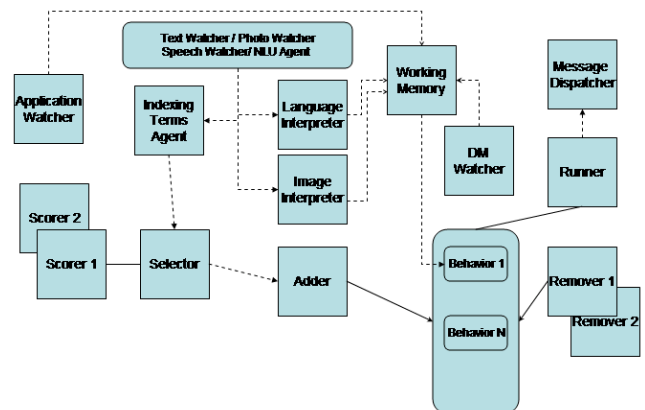 Text Watcher / Photo Watcher
Speech Watcher/ NLU Agent
Application
Watcher
Indexing
Terms
Agent
Language
Interpreter
Image
Interpreter
Working
Memory
DM
Watcher
Message
Dispatcher
Runner
Scorer 2
Scorer 1
Selector
Adder
Behavior 1
Behavior N
Remover 1
Remover 2